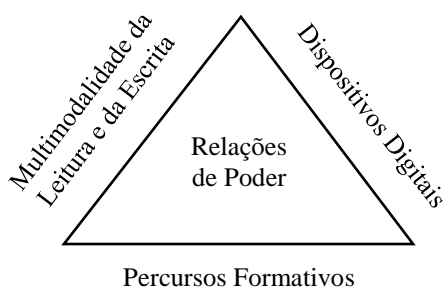 Multimodalidade da
Leitura e da Escrita
Dispositivos Digitais
Relações
de Poder
Percursos Formativos